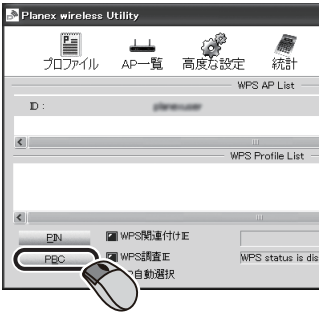 Planex wireless Utility
プロファイル AP一覧 高度な設定 統計
WPS AP List
ID :
WPS Profile List
PIN WPS関連付けIE
PBC WPS調査IE WPS status is dis
自動選択